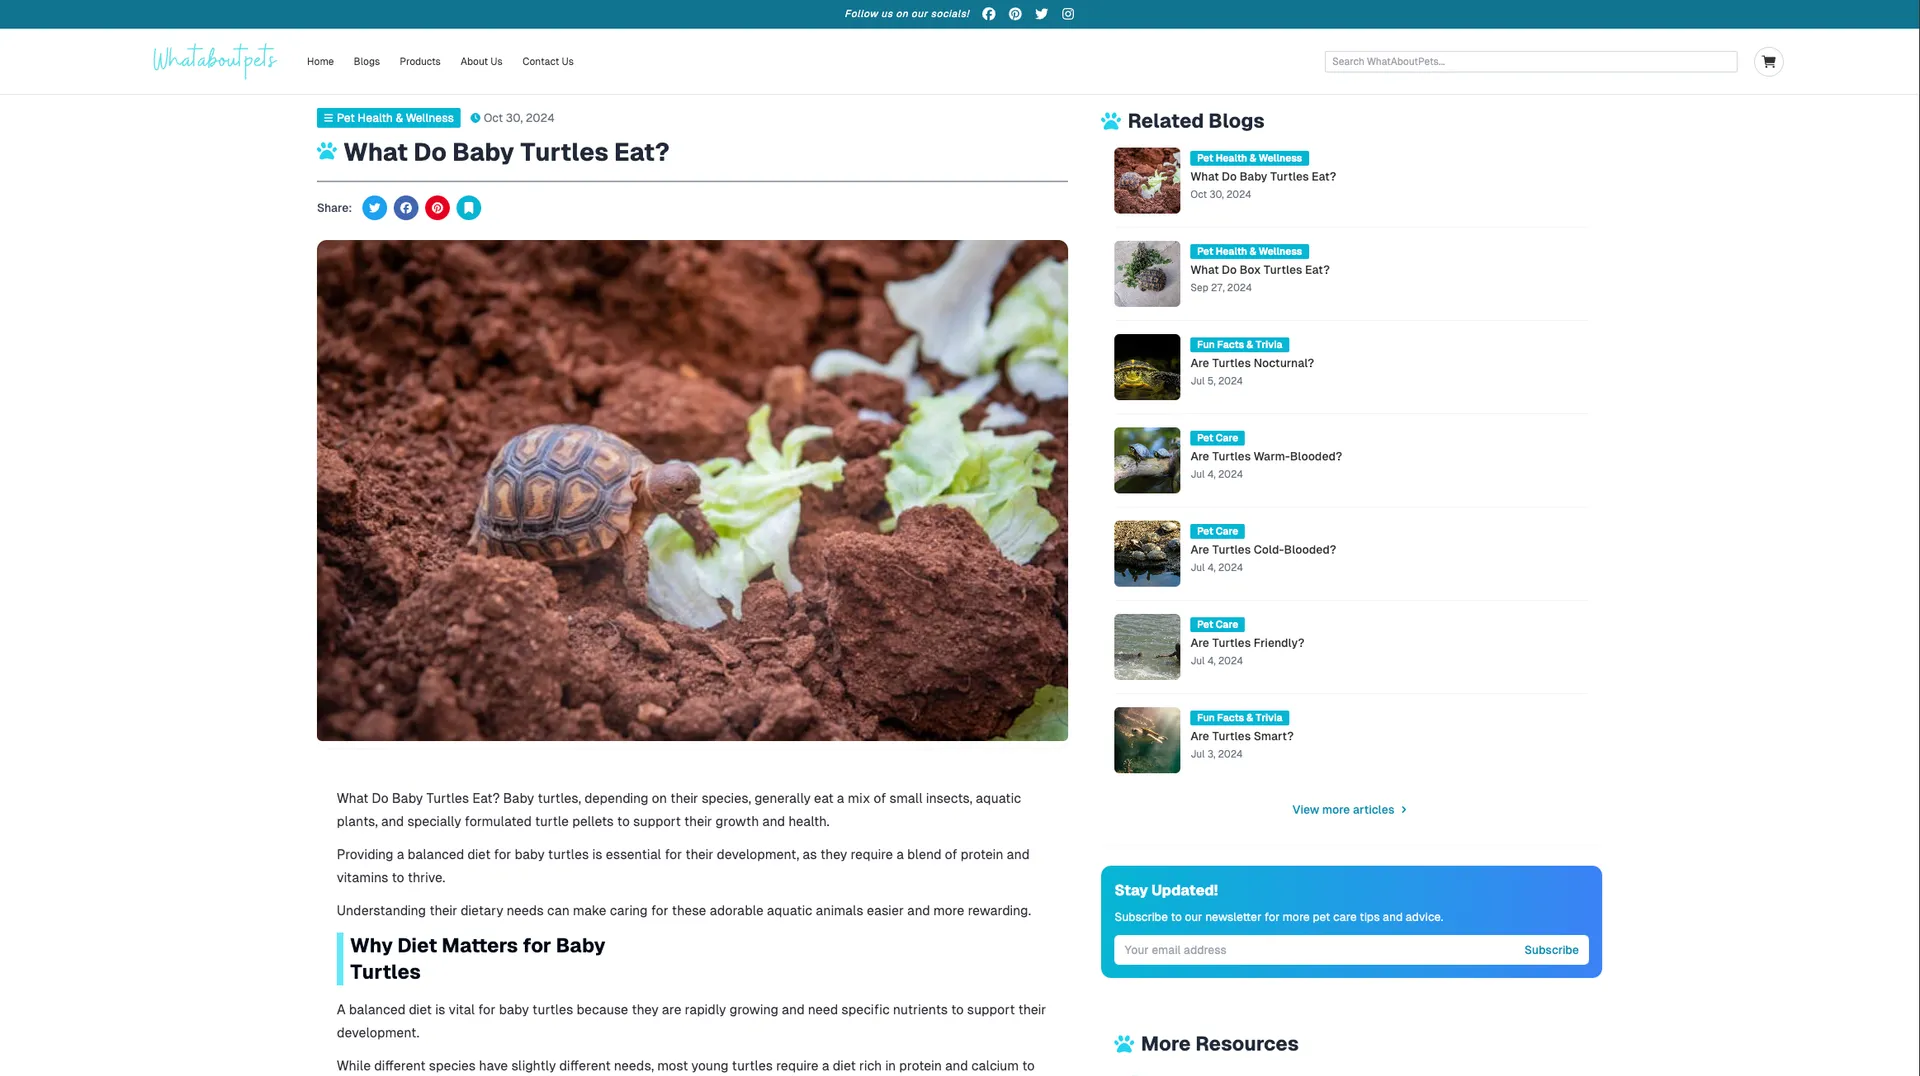 Follow us on our socials!
Whataboutpets
Home
Blogs
Products
About Us
Contact Us
Search WhatAboutPets...
Pet Health & Wellness
Oct 30, 2024
What Do Baby Turtles Eat?
Share:
What Do Baby Turtles Eat? Baby turtles, depending on their species, generally eat a mix of small insects, aquatic
plants, and specially formulated turtle pellets to support their growth and health.
Providing a balanced diet for baby turtles is essential for their development, as they require a blend of protein and
vitamins to thrive.
Understanding their dietary needs can make caring for these adorable aquatic animals easier and more rewarding.
Why Diet Matters for Baby
Turtles
A balanced diet is vital for baby turtles because they are rapidly growing and need specific nutrients to support their
development.
While different species have slightly different needs, most young turtles require a diet rich in protein and calcium to
Related Blogs
Pet Health & Wellness
What Do Baby Turtles Eat?
Oct 30, 2024
Pet Health & Wellness
What Do Box Turtles Eat?
Sep 27, 2024
Fun Facts & Trivia
Are Turtles Nocturnal?
Jul 5, 2024
Pet Care
Are Turtles Warm-Blooded?
Jul 4, 2024
Pet Care
Are Turtles Cold-Blooded?
Jul 4, 2024
Pet Care
Are Turtles Friendly?
Jul 4, 2024
Fun Facts & Trivia
Are Turtles Smart?
Jul 3, 2024
View more articles
Stay Updated!
Subscribe to our newsletter for more pet care tips and advice.
Your email address
Subscribe
More Resources